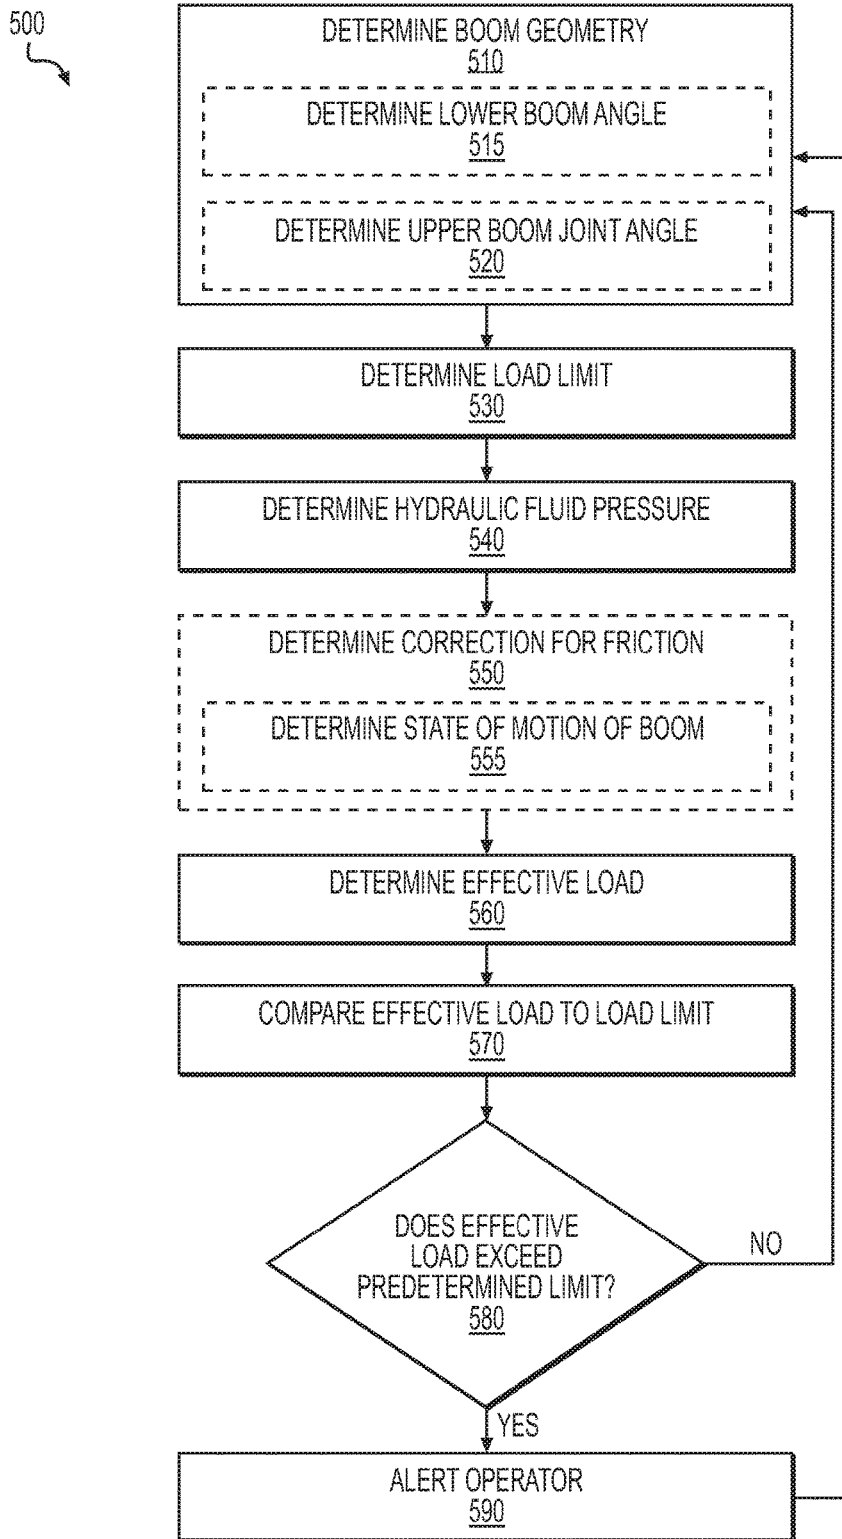 500
DETERMINE BOOM GEOMETRY
510
DETERMINE LOWER BOOM ANGLE
515
DETERMINE UPPER BOOM JOINT ANGLE
520
DETERMINE LOAD LIMIT
530
DETERMINE HYDRAULIC FLUID PRESSURE
540
DETERMINE CORRECTION FOR FRICTION
550
DETERMINE STATE OF MOTION OF BOOM
555
DETERMINE EFFECTIVE LOAD
560
COMPARE EFFECTIVE LOAD TO LOAD LIMIT
570
DOES EFFECTIVE
LOAD EXCEED
PREDETERMINED LIMIT?
580
NO
YES
ALERT OPERATOR
590